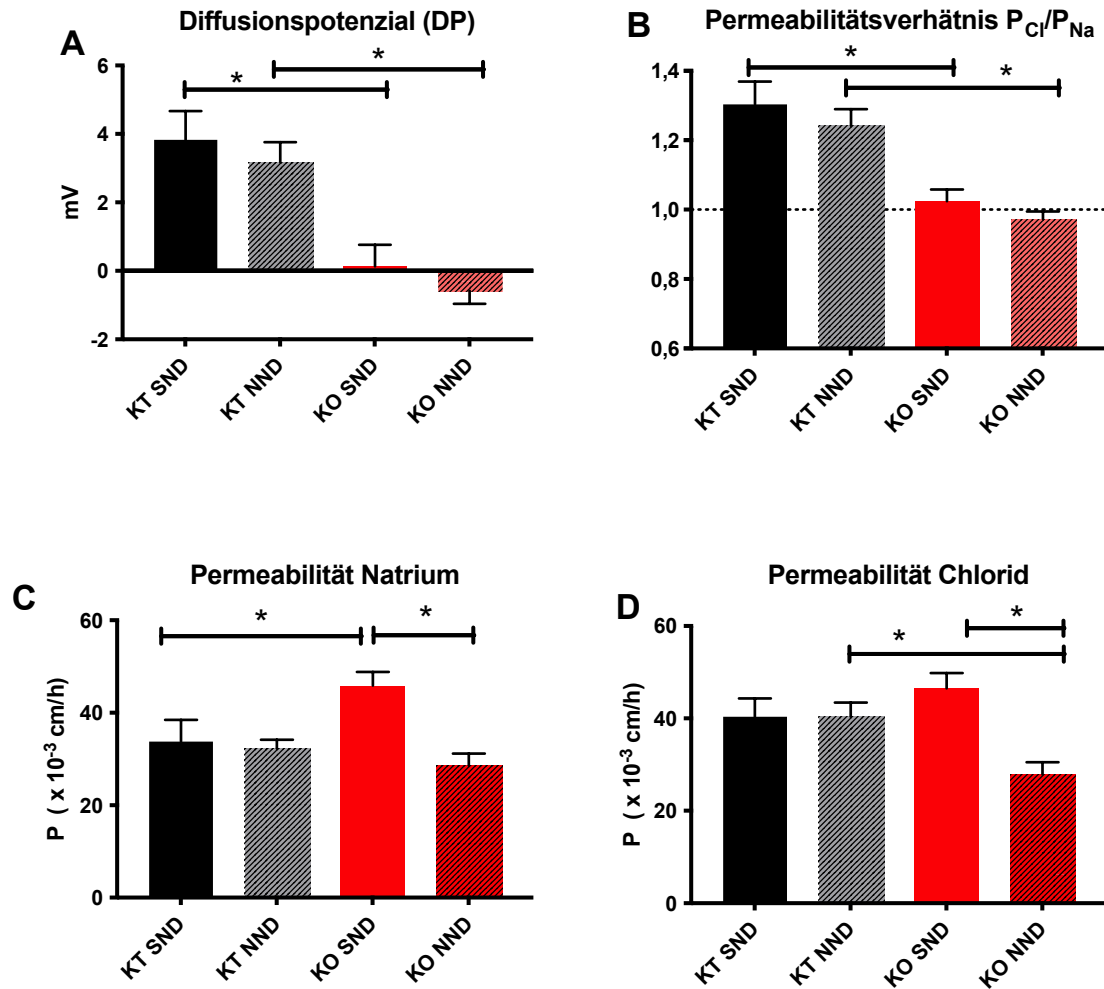 Diffusionspotenzial (DP)
A
6
4
2
0
-2
mV
*
*
KT SND
KT NND
KO SND
KO NND
Permeabilitätsverhätnis P_Cl/P_Na
B
1,4
1,2
1,0
0,8
0,6
*
*
KT SND
KT NND
KO SND
KO NND
Permeabilität Natrium
C
60
40
20
0
P ( x 10⁻³ cm/h)
*
*
KT SND
KT NND
KO SND
KO NND
Permeabilität Chlorid
D
60
40
20
0
P ( x 10⁻³ cm/h)
*
*
KT SND
KT NND
KO SND
KO NND